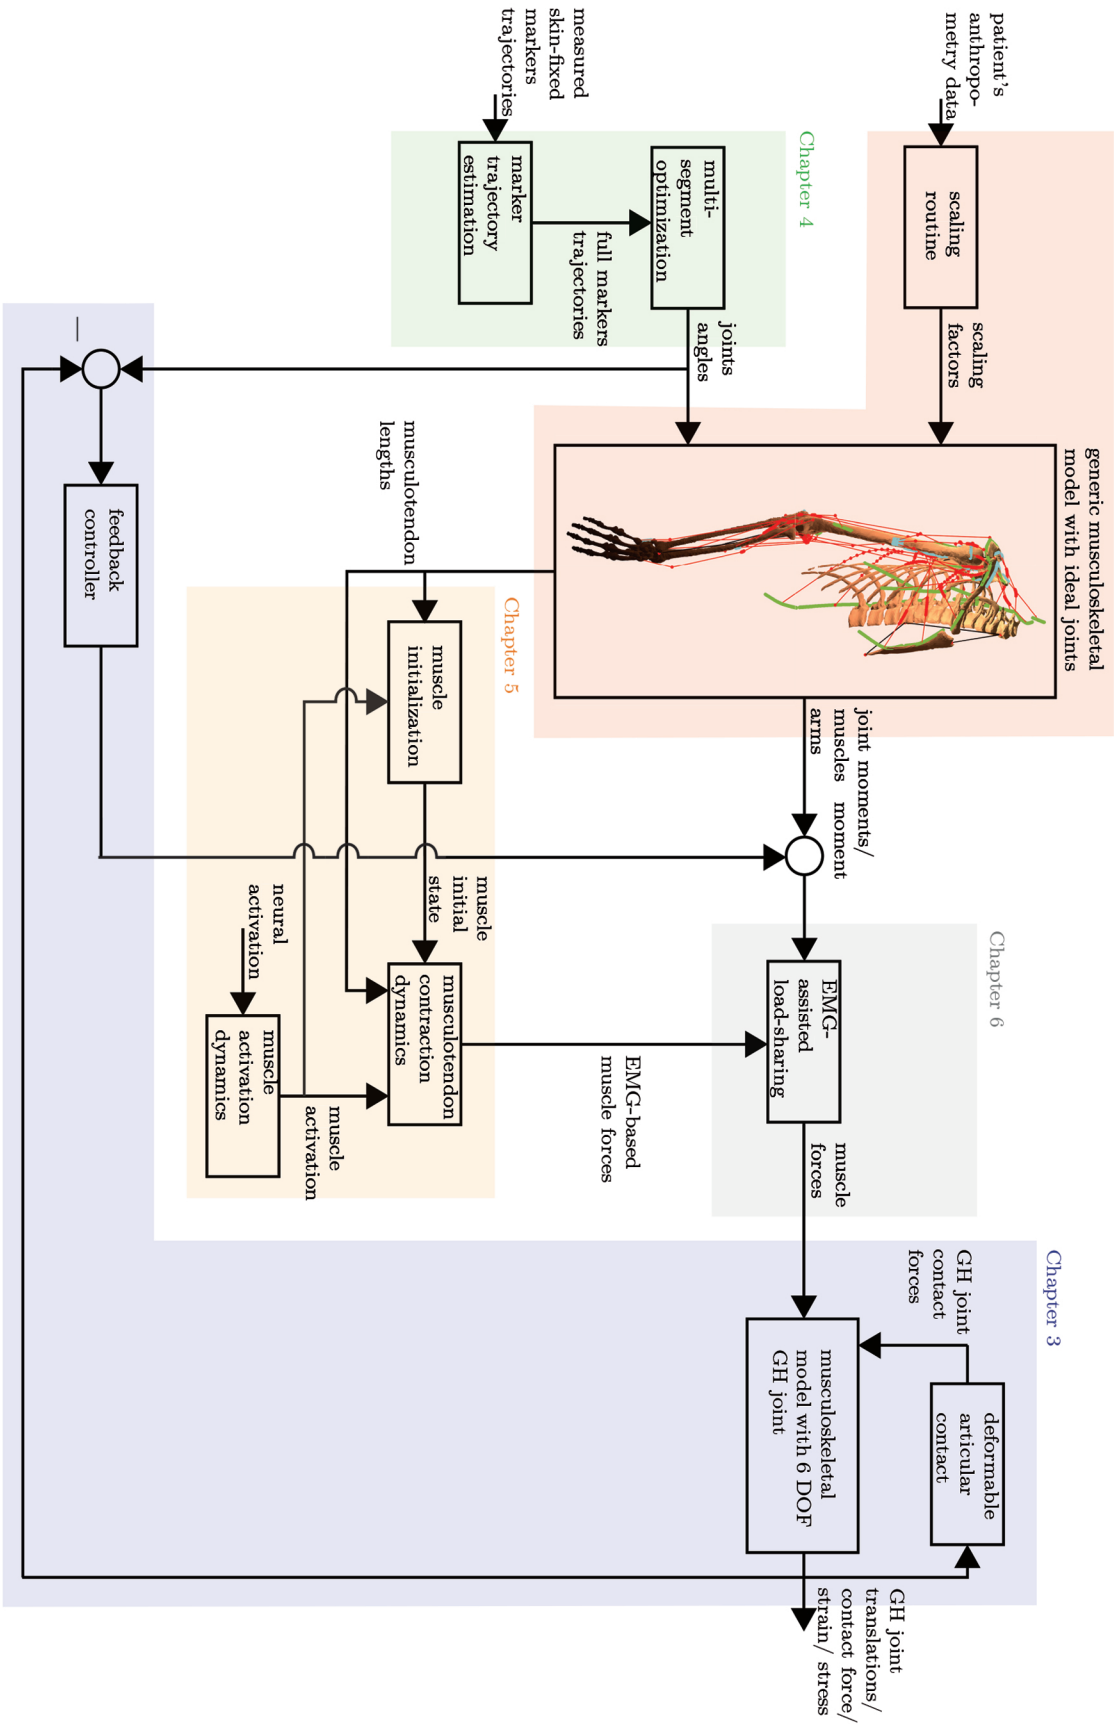 patient's
anthropo-
metry data
scaling
routine
scaling
factors
generic musculoskeletal
model with ideal joints
Chapter 4
measured
skin-fixed
markers
trajectories
marker
trajectory
estimation
full markers
trajectories
multi-
segment
optimization
joints
angles
joint moments/
muscles moment
arms
Chapter 6
EMG-
assisted
load-sharing
muscle
forces
Chapter 3
GH joint
contact
forces
deformable
articular
contact
musculoskeletal
model with 6 DOF
GH joint
GH joint
translations/
contact force/
strain/ stress
EMG-based
muscle forces
Chapter 5
musculotendon
lengths
muscle
initialization
muscle
initial
state
musculotendon
contraction
dynamics
neural
activation
muscle
activation
dynamics
muscle
activation
—
feedback
controller